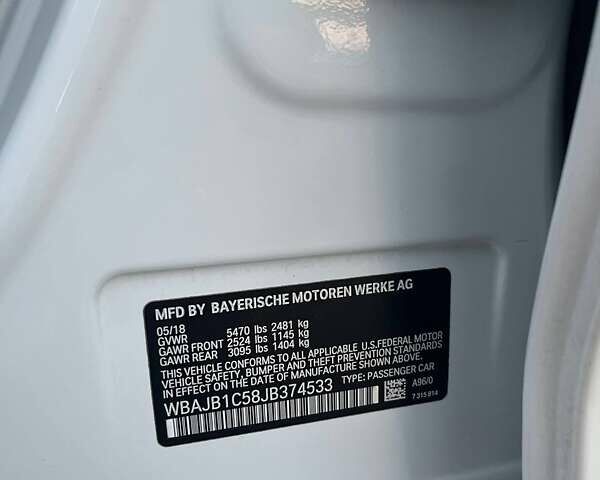 MFD BY BAYERISCHE MOTOREN WERKE AG
05/18
GVWR 5470 lbs 2481 kg
GAWR FRONT 2524 lbs 1145 kg
GAWR REAR 3095 lbs 1404 kg
THIS VEHICLE CONFORMS TO ALL APPLICABLE U.S.FEDERAL MOTOR
VEHICLE SAFETY, BUMPER AND THEFT PREVENTION STANDARDS
IN EFFECT ON THE DATE OF MANUFACTURE SHOWN ABOVE.
WBAJB1C58JB374533 TYPE: PASSENGER CAR
A96/0
7 315 814